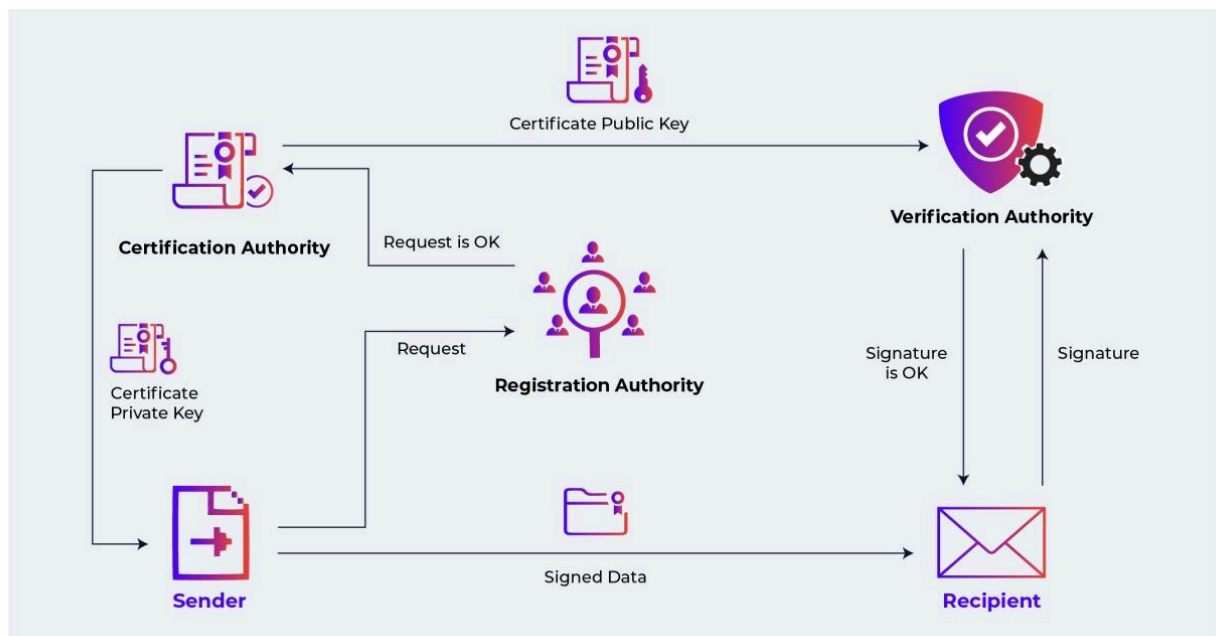 Certificate Public Key
Certification Authority
Verification Authority
Request is OK
Request
Registration Authority
Certificate
Private Key
Signature
is OK
Signature
Signed Data
Sender
Recipient